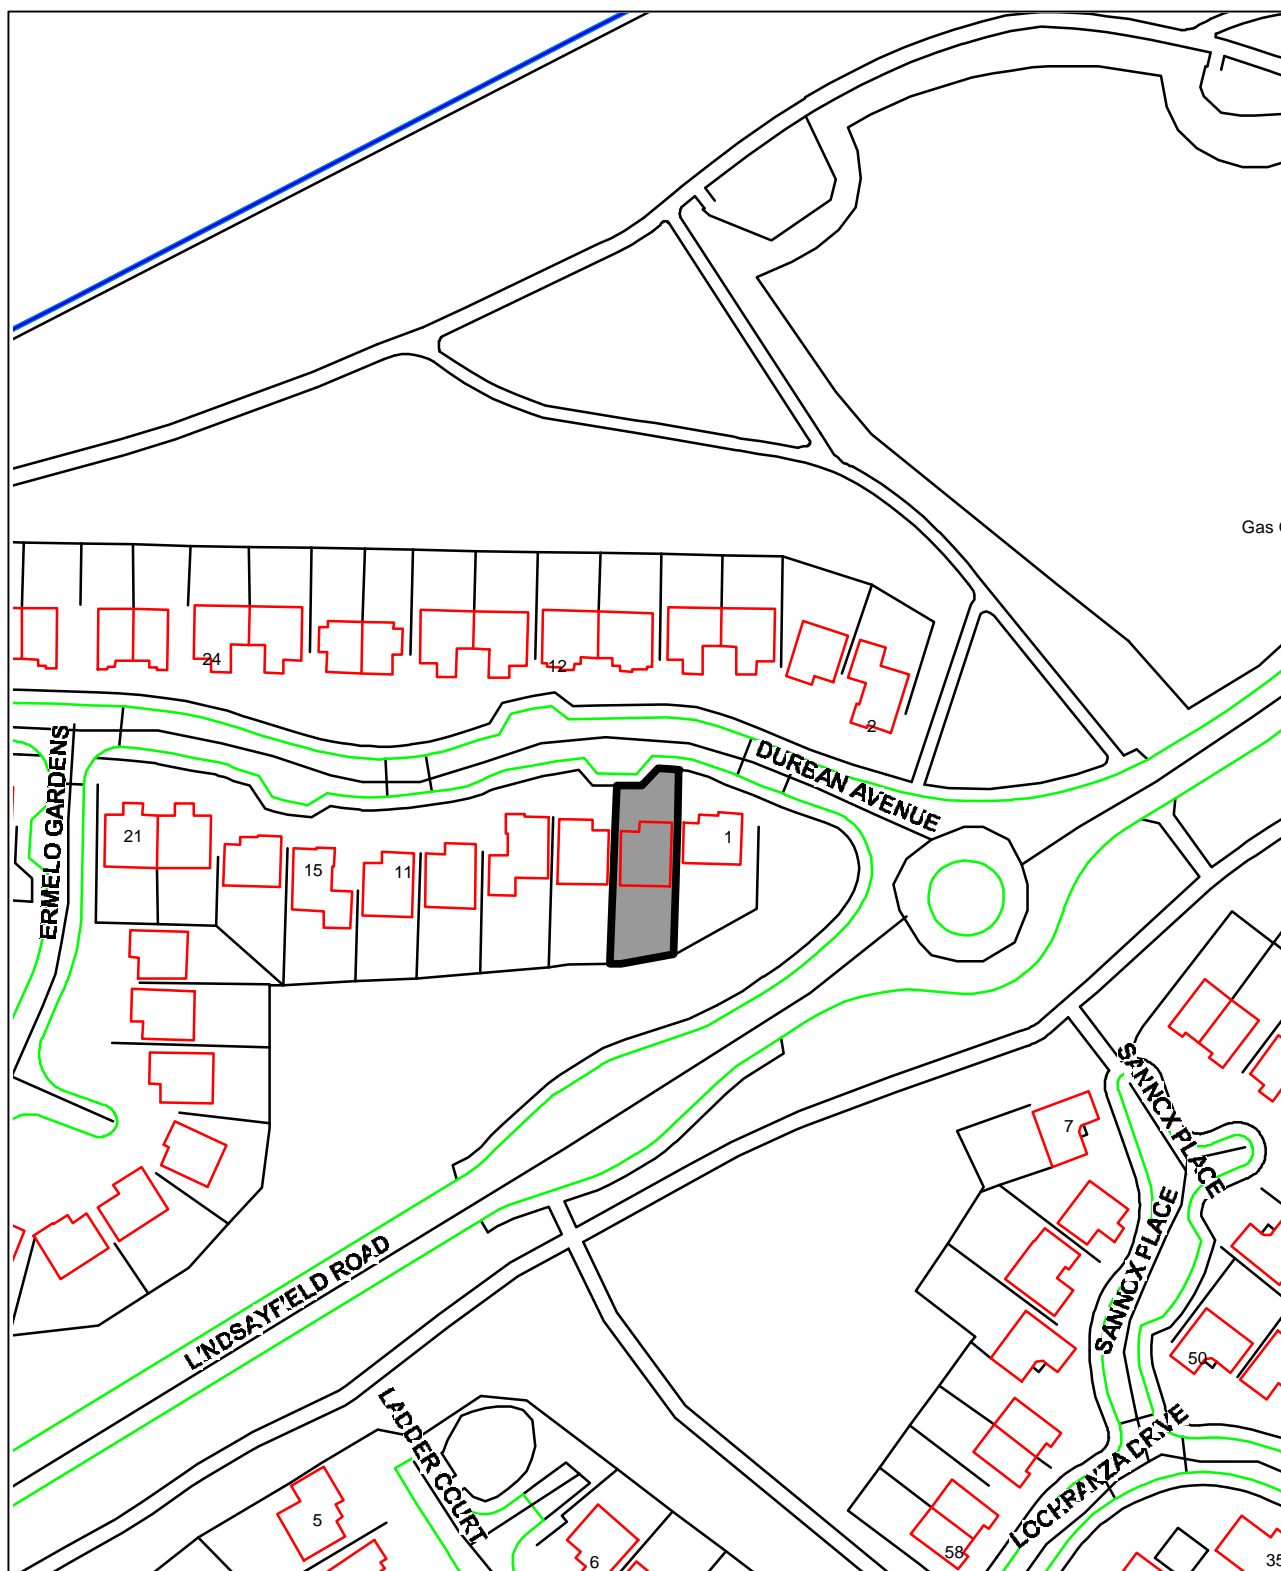 Gas
24
12
2
DURBAN AVENUE
ERMELO GARDENS
21
15
11
1
SANNOX PLACE
7
SANNOX PLACE
LINDSAYFIELD ROAD
50
LADDER COURT
LOCHRANZA DRIVE
5
58
6
35